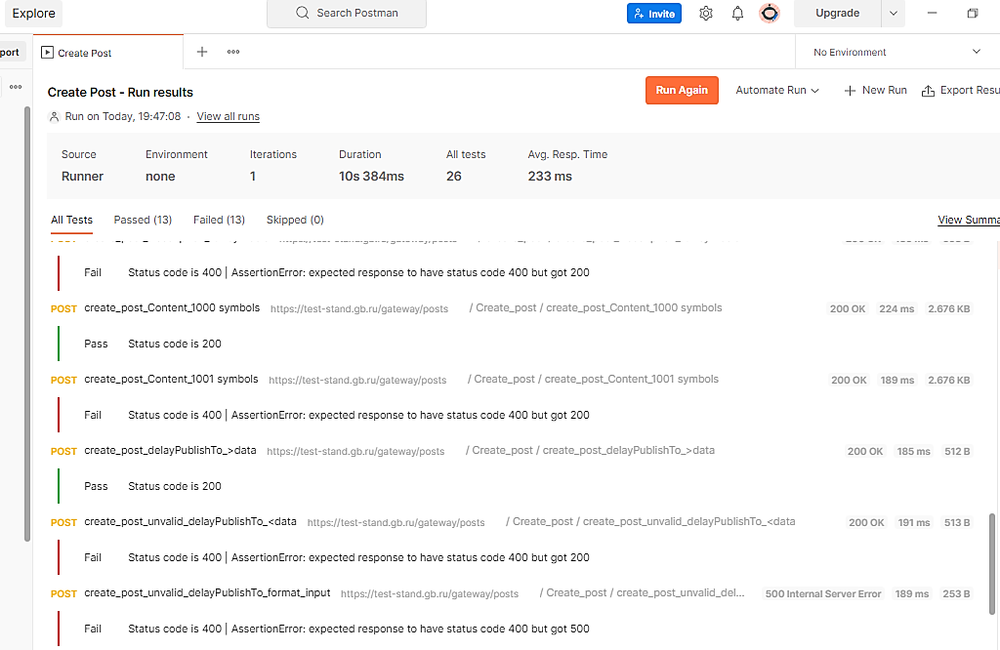 Explore
Search Postman
Invite
Upgrade
port
Create Post
No Environment
Create Post - Run results
Run Again
Automate Run
New Run
Export Resu
Run on Today, 19:47:08 · View all runs
Source Environment Iterations Duration All tests Avg. Resp. Time
Runner none 1 10s 384ms 26 233 ms
All Tests Passed (13) Failed (13) Skipped (0) View Summa
Fail Status code is 400 | AssertionError: expected response to have status code 400 but got 200
POST create_post_Content_1000 symbols https://test-stand.gb.ru/gateway/posts / Create_post / create_post_Content_1000 symbols 200 OK 224 ms 2.676 KB
Pass Status code is 200
POST create_post_Content_1001 symbols https://test-stand.gb.ru/gateway/posts / Create_post / create_post_Content_1001 symbols 200 OK 189 ms 2.676 KB
Fail Status code is 400 | AssertionError: expected response to have status code 400 but got 200
POST create_post_delayPublishTo_>data https://test-stand.gb.ru/gateway/posts / Create_post / create_post_delayPublishTo_>data 200 OK 185 ms 512 B
Pass Status code is 200
POST create_post_unvalid_delayPublishTo_<data https://test-stand.gb.ru/gateway/posts / Create_post / create_post_unvalid_delayPublishTo_<data 200 OK 191 ms 513 B
Fail Status code is 400 | AssertionError: expected response to have status code 400 but got 200
POST create_post_unvalid_delayPublishTo_format_input https://test-stand.gb.ru/gateway/posts / Create_post / create_post_unvalid_del... 500 Internal Server Error 189 ms 253 B
Fail Status code is 400 | AssertionError: expected response to have status code 400 but got 500